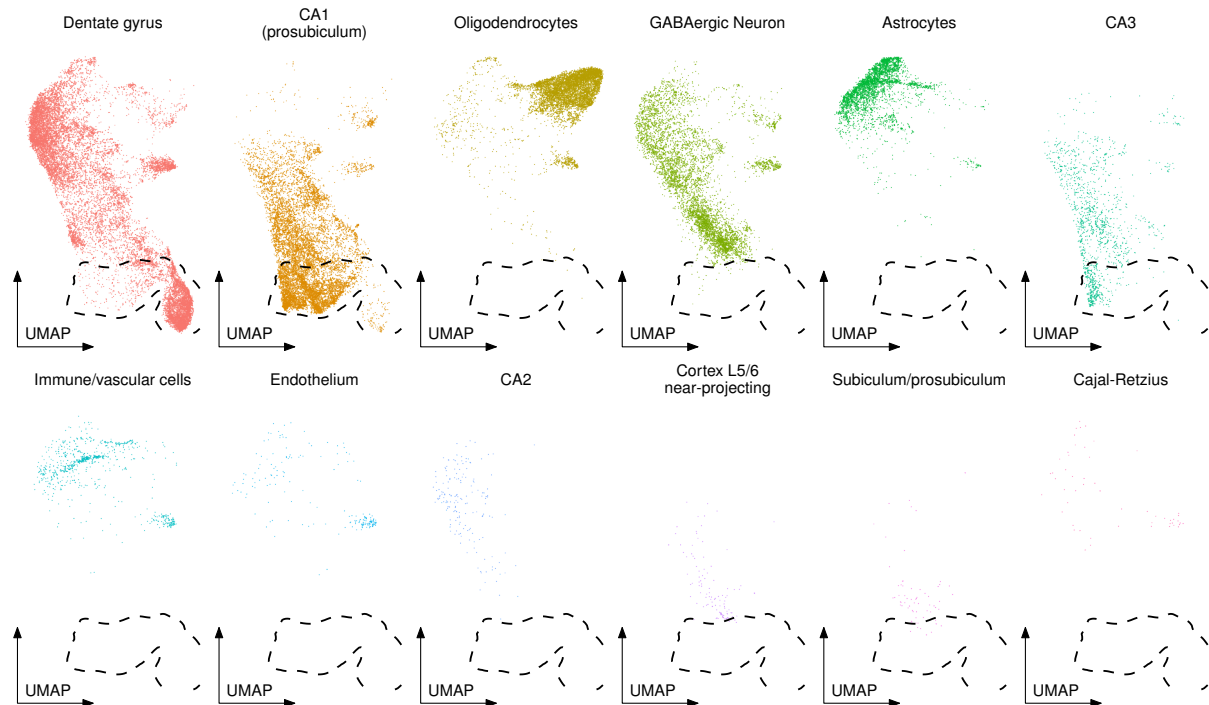 Dentate gyrus
CA1
(prosubiculum)
Oligodendrocytes
GABAergic Neuron
Astrocytes
CA3
UMAP
UMAP
UMAP
UMAP
UMAP
UMAP
Immune/vascular cells
Endothelium
CA2
Cortex L5/6
near-projecting
Subiculum/prosubiculum
Cajal-Retzius
UMAP
UMAP
UMAP
UMAP
UMAP
UMAP